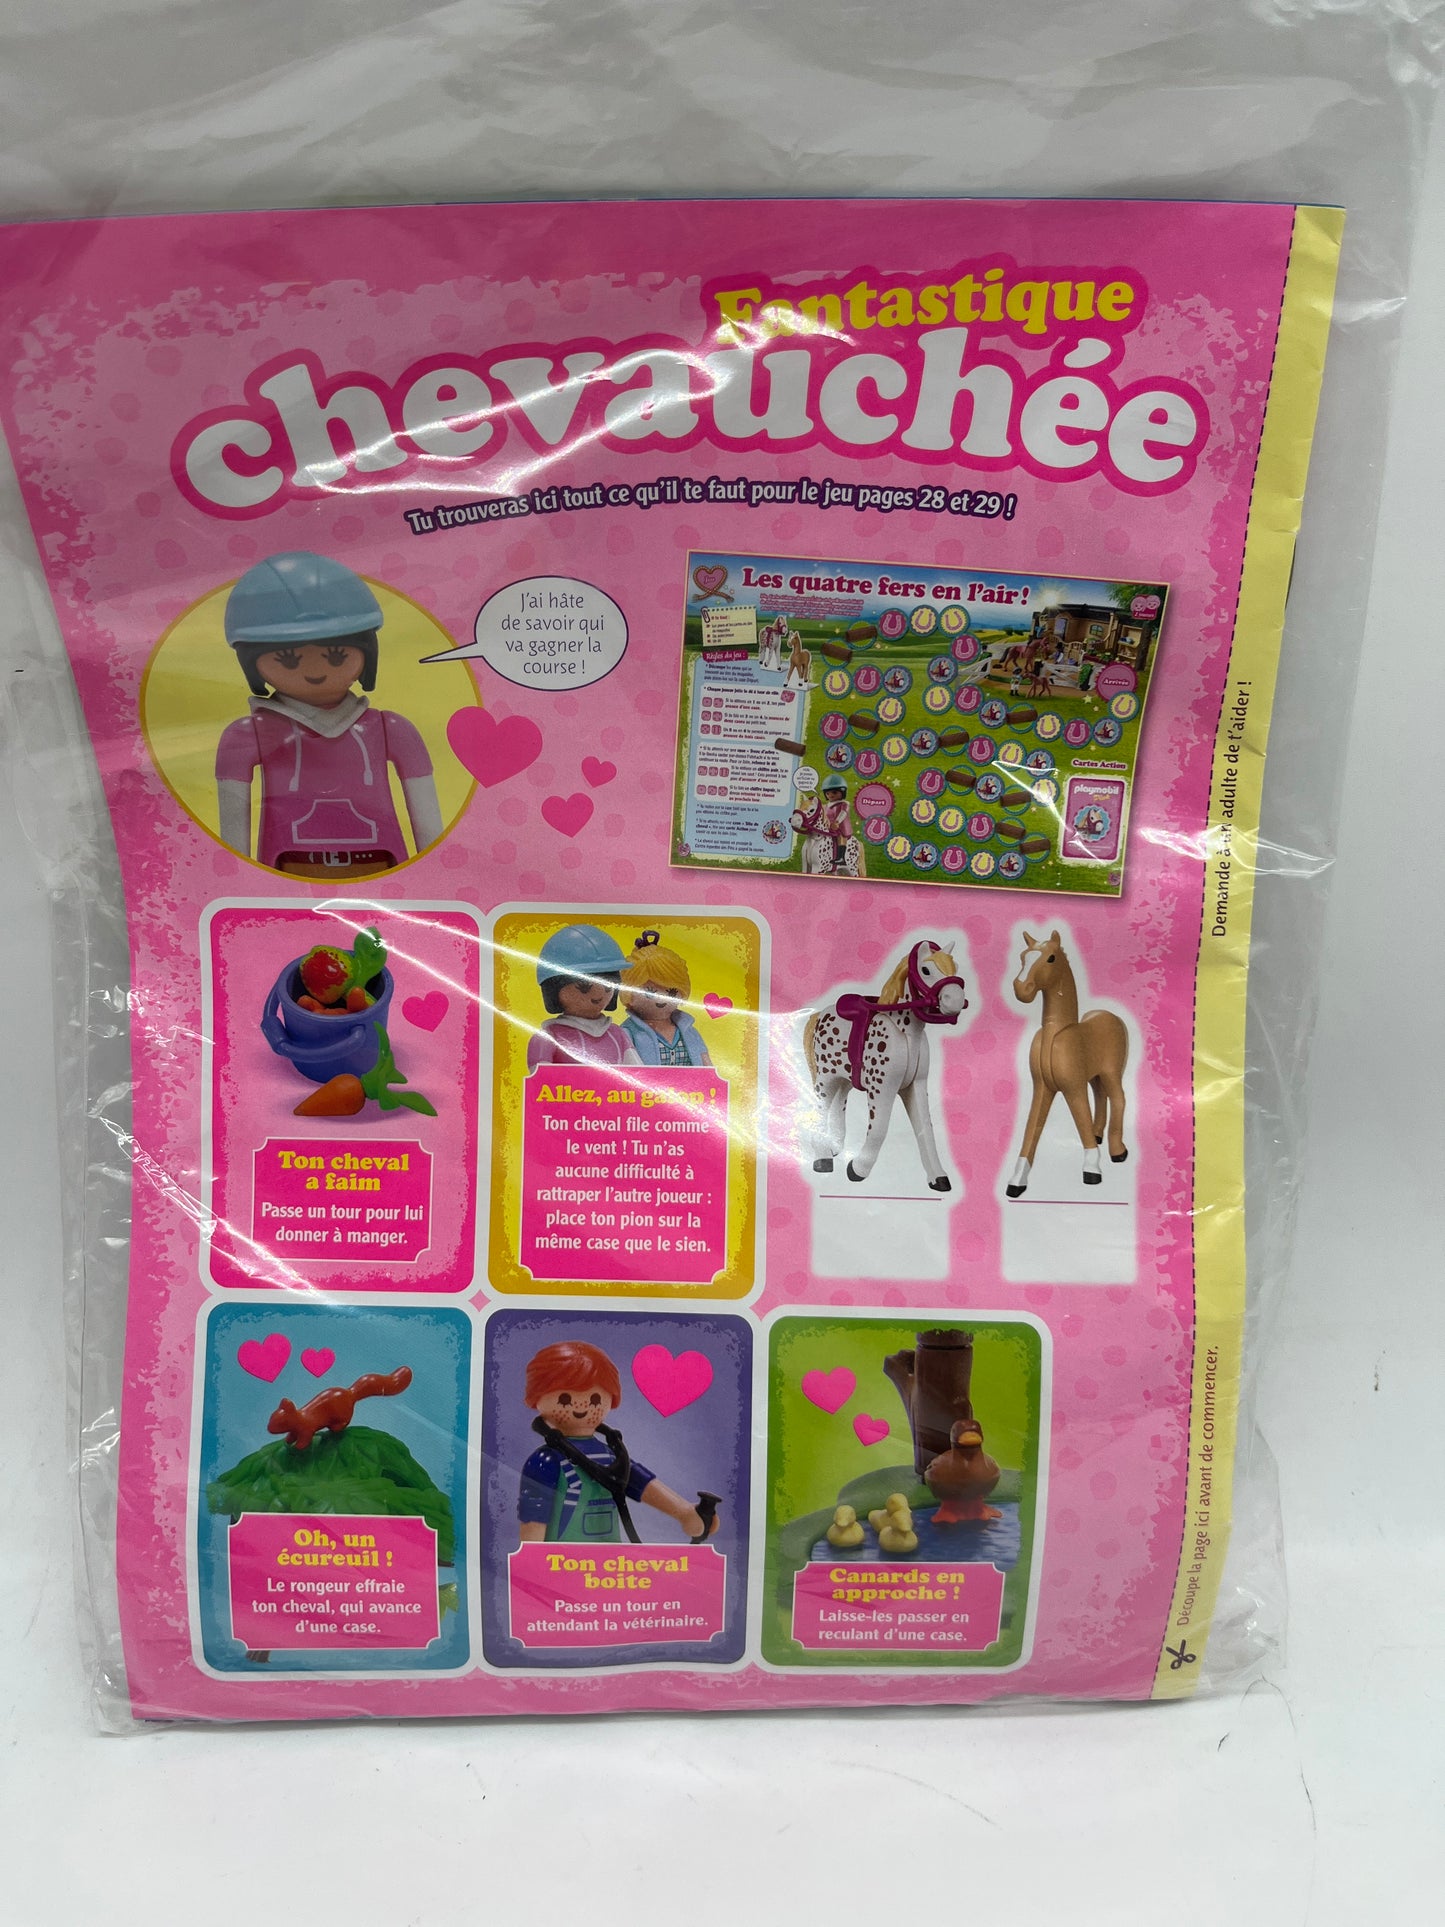 Fantastique
chevauchée
Tu trouveras ici tout ce qu'il te faut pour le jeu pages 28 et 29 !
J'ai hâte
de savoir qui
va gagner la
course !
Jeu
Les quatre fers en l'air !
Règles du jeu :
Arrivée
Départ
Cartes Action
playmobil
Ton cheval
a faim
Passe un tour pour lui
donner à manger.
Allez, au galop !
Ton cheval file comme
le vent ! Tu n'as
aucune difficulté à
rattraper l'autre joueur :
place ton pion sur la
même case que le sien.
Oh, un
écureuil !
Le rongeur effraie
ton cheval, qui avance
d'une case.
Ton cheval
boite
Passe un tour en
attendant la vétérinaire.
Canards en
approche !
Laisse-les passer en
reculant d'une case.
Demande à un adulte de t'aider !
Découpe la page ici avant de commencer.